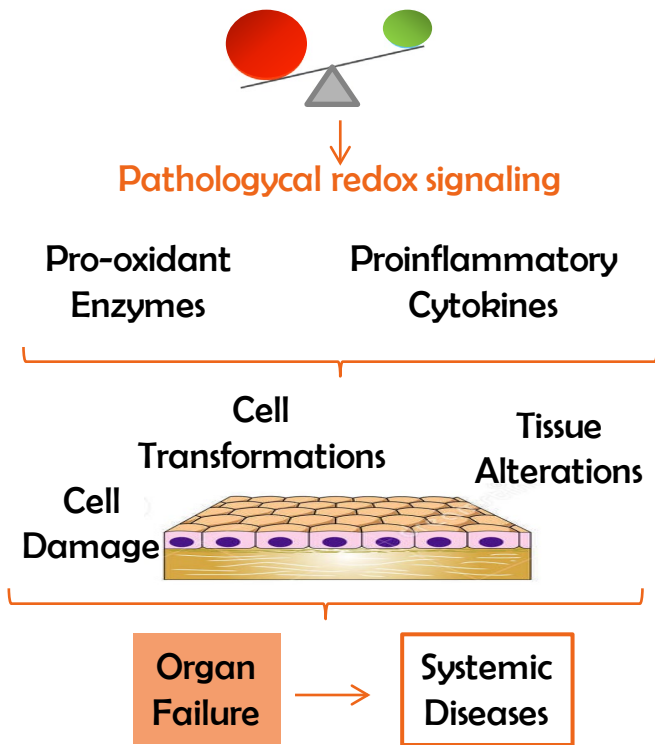 Pathologycal redox signaling
Pro-oxidant
Enzymes
Proinflammatory
Cytokines
Cell
Transformations
Tissue
Alterations
Cell
Damage
Organ
Failure
Systemic
Diseases